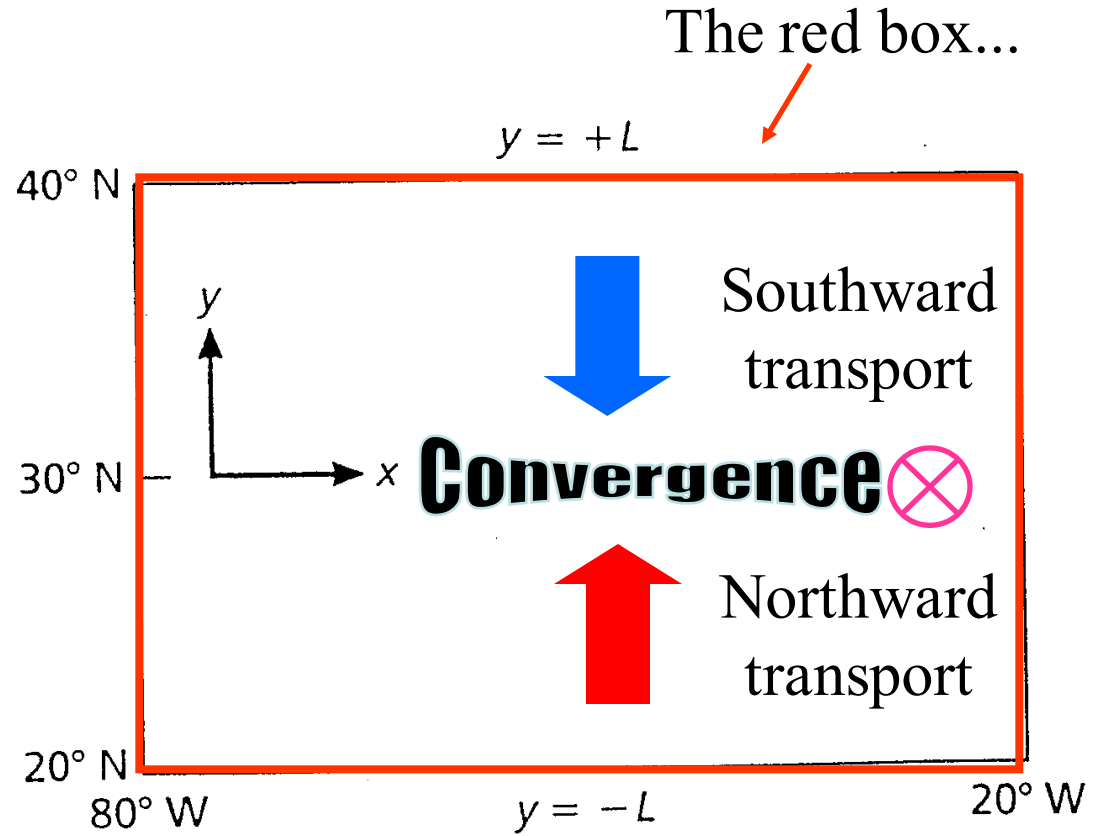 The red box...
y = +L
40° N
Southward
transport
y
30° N
x
Convergence
Northward
transport
20° N
80° W
y = −L
20° W